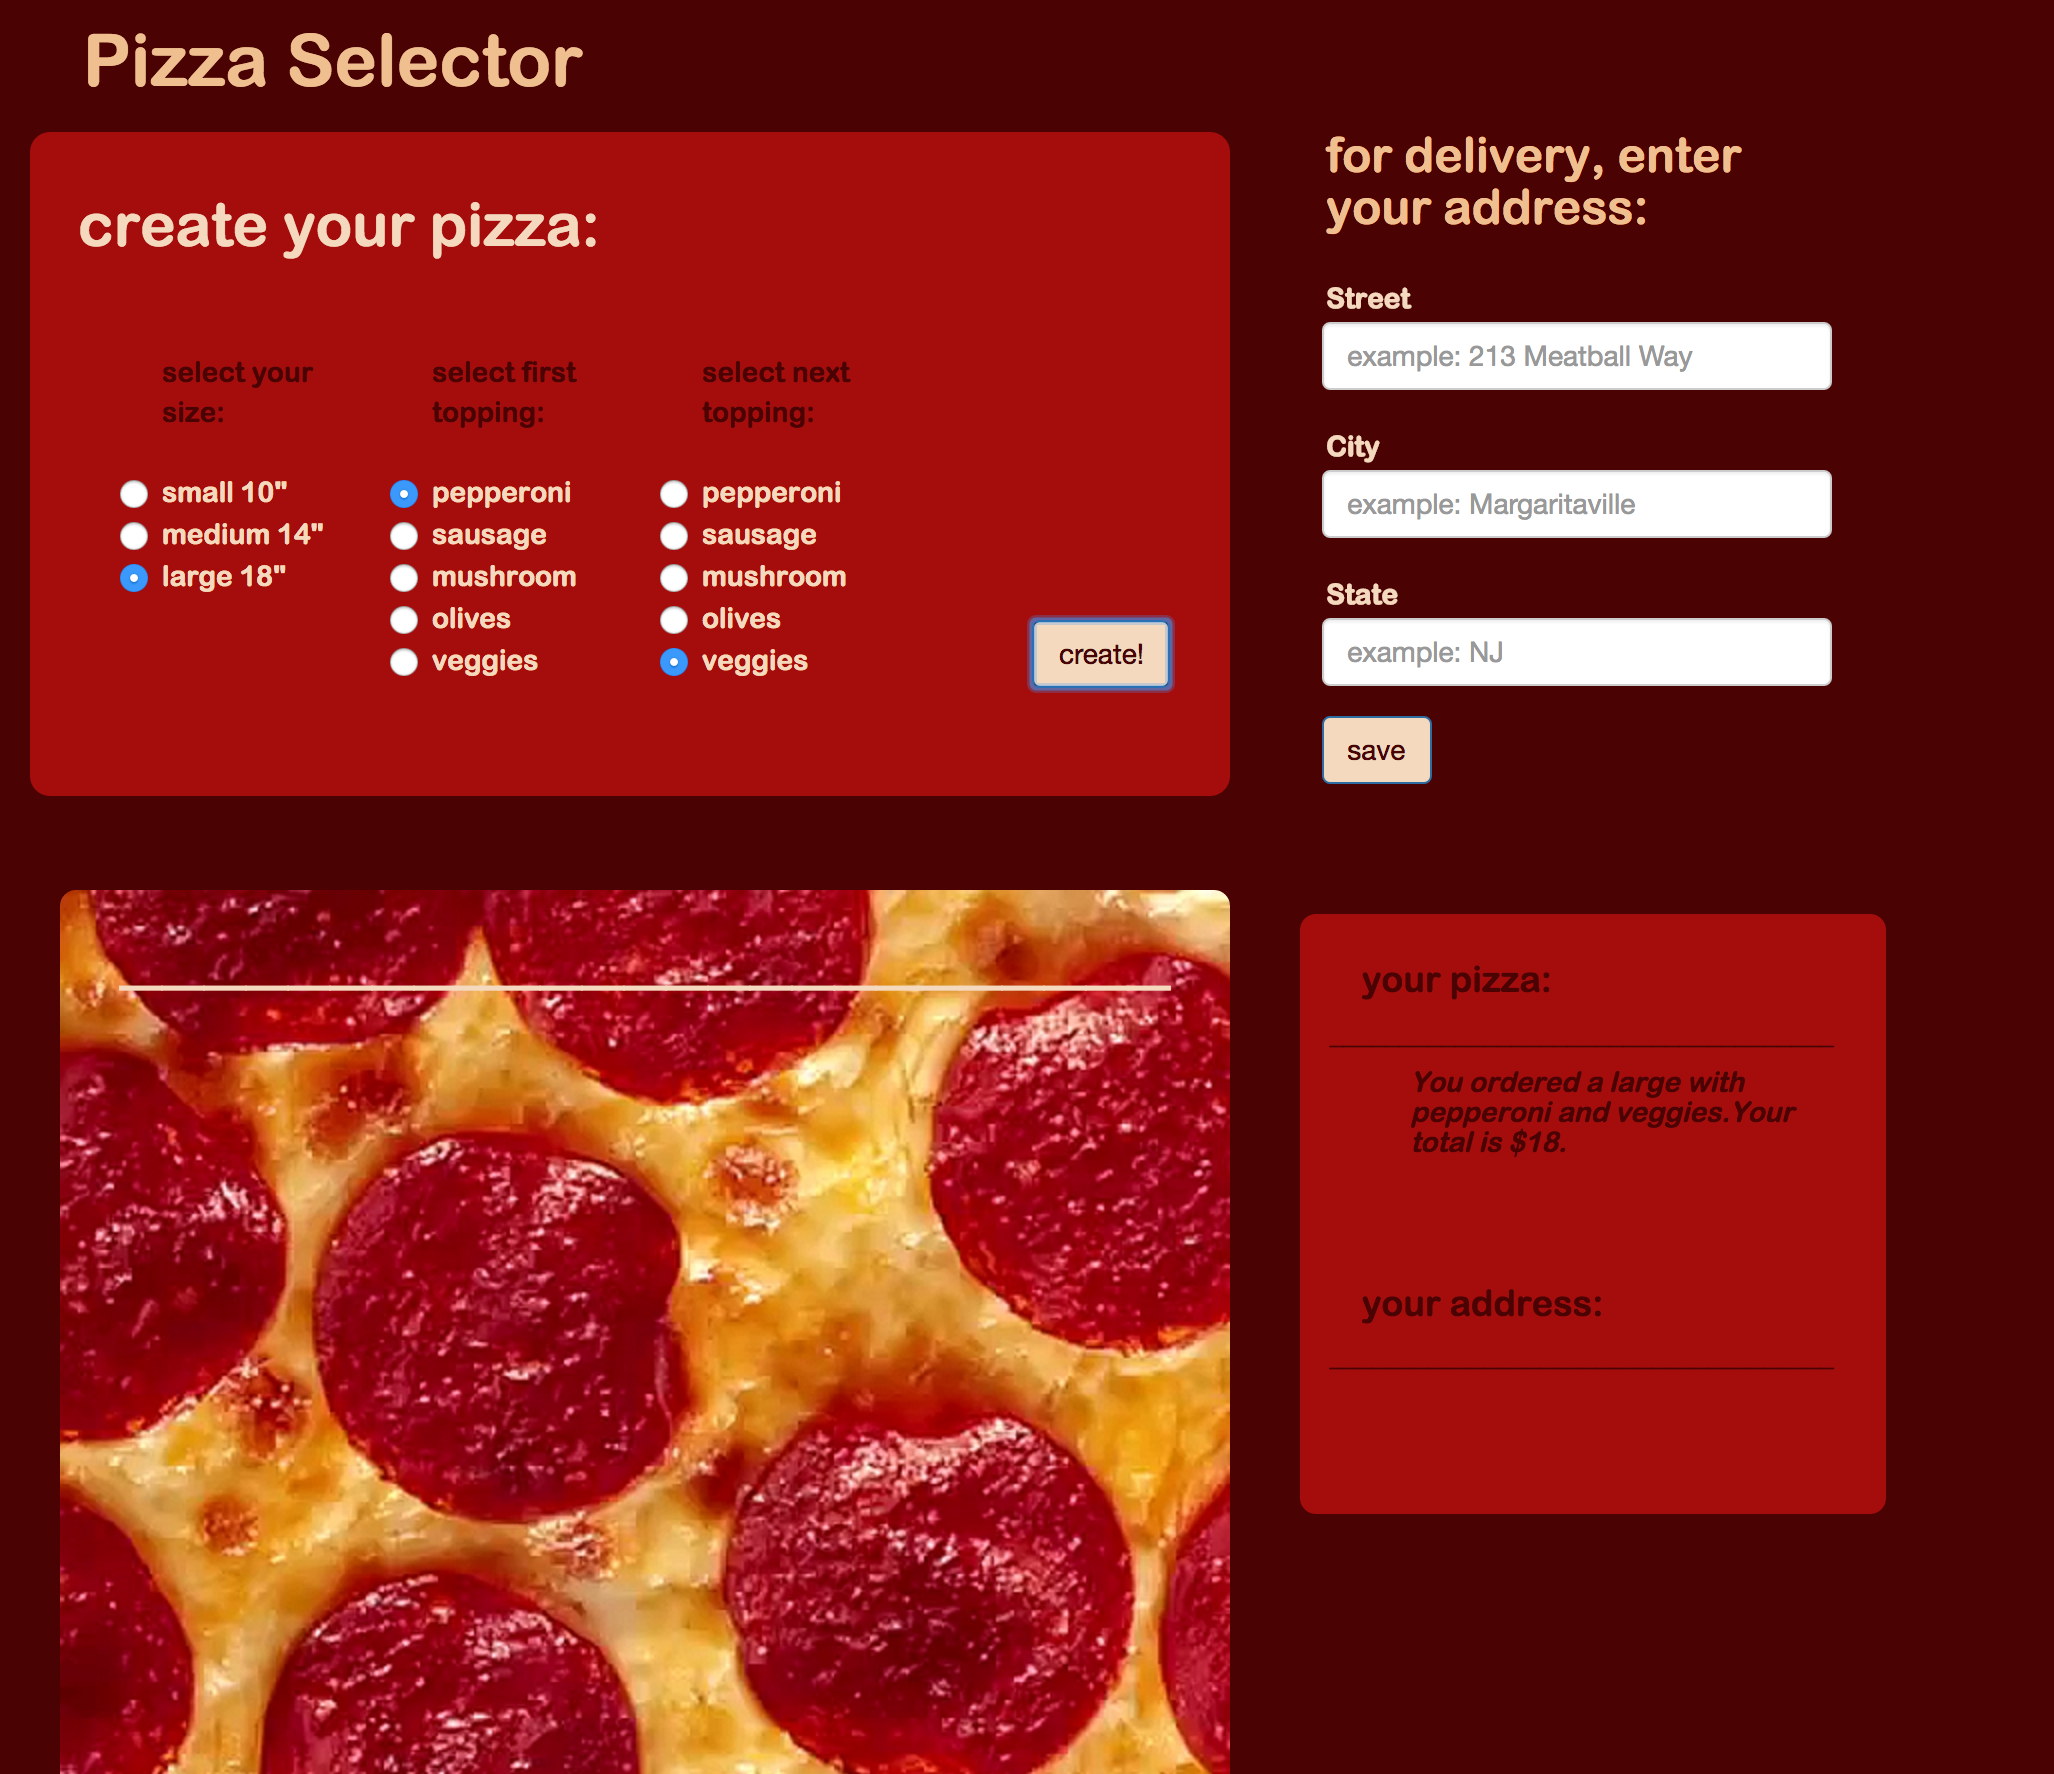 Pizza Selector
create your pizza:
select your
size:
small 10"
medium 14"
large 18"
select first
topping:
pepperoni
sausage
mushroom
olives
veggies
select next
topping:
pepperoni
sausage
mushroom
olives
veggies
create!
for delivery, enter
your address:
Street
example: 213 Meatball Way
City
example: Margaritaville
State
example: NJ
save
your pizza:
You ordered a large with
pepperoni and veggies.Your
total is $18.
your address: